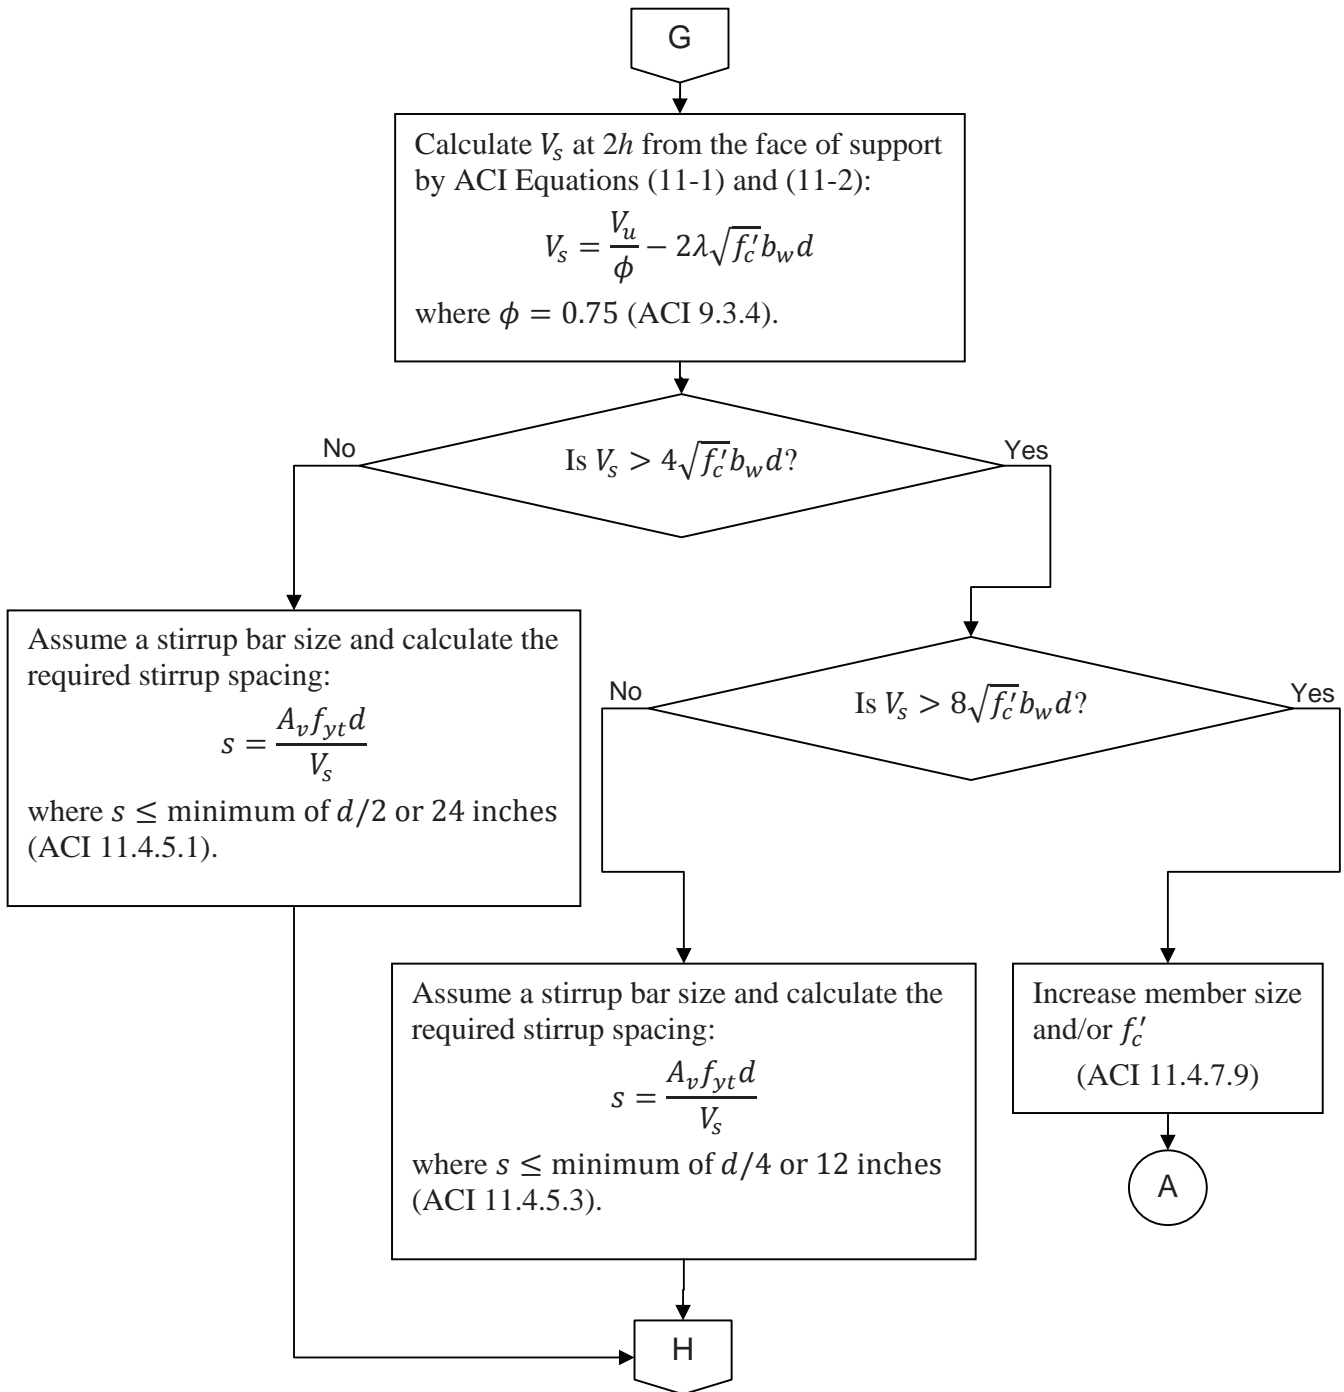 G
Calculate V_s at 2h from the face of support
by ACI Equations (11-1) and (11-2):
V_s = V_u/ϕ − 2λ√f_c′ b_w d
where ϕ = 0.75 (ACI 9.3.4).
Is V_s > 4√f_c′ b_w d?
No
Yes
Assume a stirrup bar size and calculate the
required stirrup spacing:
s = A_v f_yt d / V_s
where s ≤ minimum of d/2 or 24 inches
(ACI 11.4.5.1).
Is V_s > 8√f_c′ b_w d?
No
Yes
Assume a stirrup bar size and calculate the
required stirrup spacing:
s = A_v f_yt d / V_s
where s ≤ minimum of d/4 or 12 inches
(ACI 11.4.5.3).
Increase member size
and/or f_c′
(ACI 11.4.7.9)
A
H